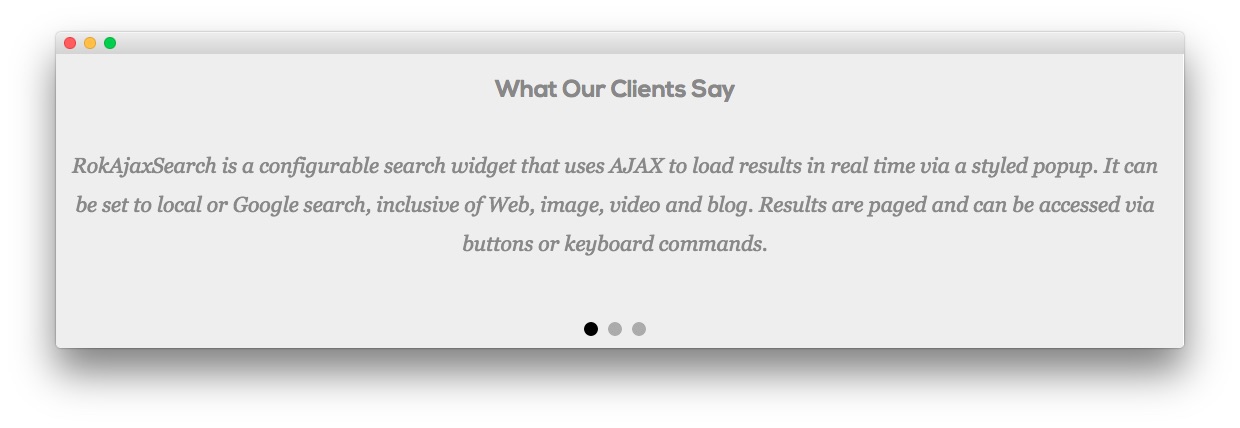 What Our Clients Say
RokAjaxSearch is a configurable search widget that uses AJAX to load results in real time via a styled popup. It can
be set to local or Google search, inclusive of Web, image, video and blog. Results are paged and can be accessed via
buttons or keyboard commands.